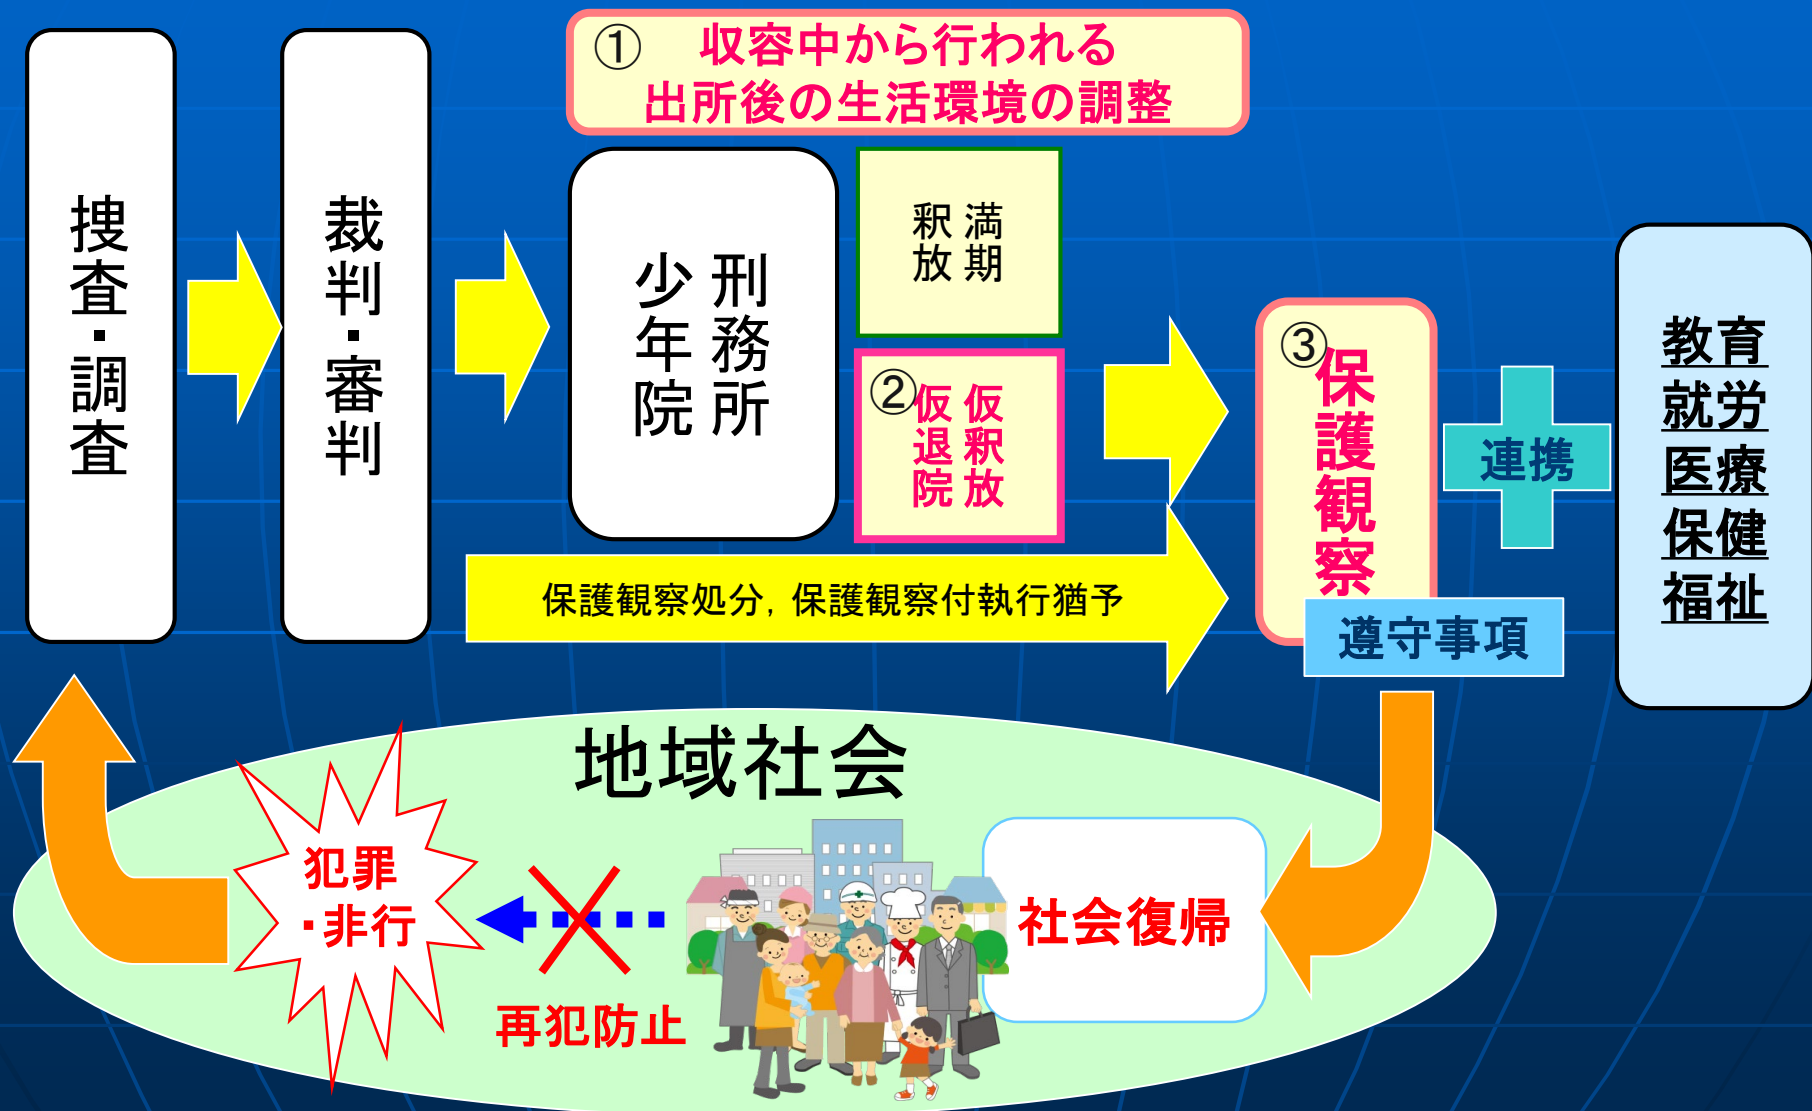 ① 収容中から行われる
出所後の生活環境の調整
捜査・調査
裁判・審判
刑務所
少年院
満期
釈放
②
仮釈放
仮退院
③
保護観察
遵守事項
連携
教育
就労
医療
保健
福祉
保護観察処分，保護観察付執行猶予
地域社会
犯罪
・非行
再犯防止
社会復帰